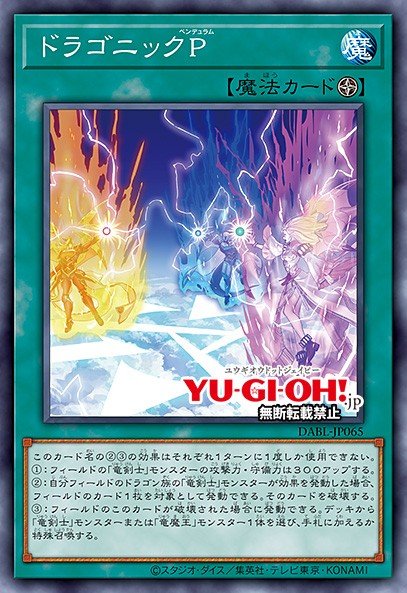 ペンデュラム
ドラゴニックP
魔
【魔法カード】
ユウギオウドットジェイピー
YU-GI-OH!.jp
無断転載禁止
DABL-JP065
このカード名の②③の効果はそれぞれ1ターンに1度しか使用できない。
①：フィールドの「竜剣士」モンスターの攻撃力・守備力は300アップする。
②：自分フィールドのドラゴン族の「竜剣士」モンスターが効果を発動した場合、
フィールドのカード1枚を対象として発動できる。そのカードを破壊する。
③：フィールドのこのカードが破壊された場合に発動できる。デッキから
「竜剣士」モンスターまたは「竜魔王」モンスター1体を選び、手札に加えるか
特殊召喚する。
©スタジオ・ダイス／集英社・テレビ東京・KONAMI